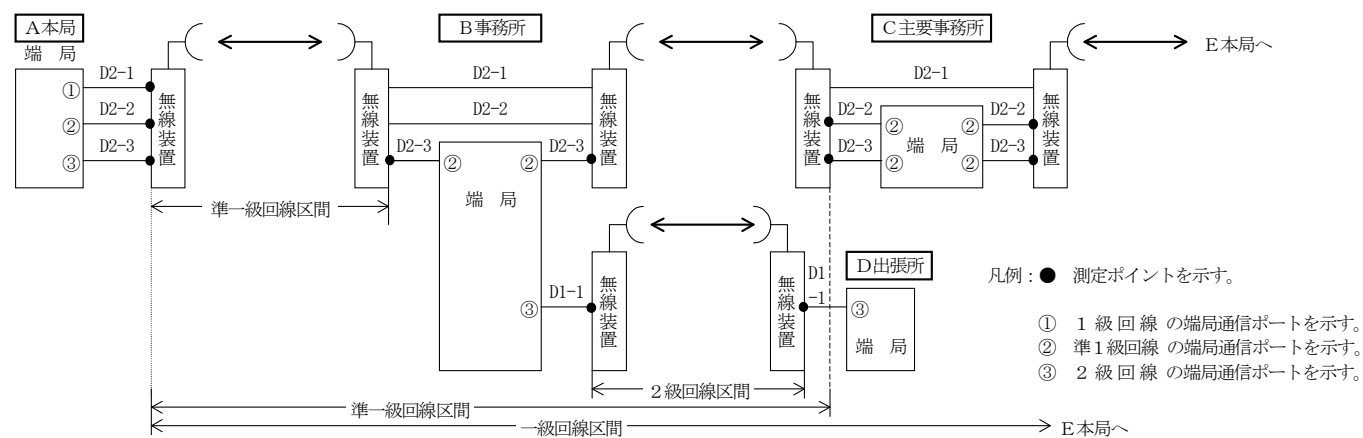 A本局
端 局
①
②
③
D2-1
D2-2
D2-3
無線装置
無線装置
B事務所
D2-1
D2-2
D2-3
②
②
D2-3
端 局
③
D1-1
無線装置
無線装置
無線装置
D1
-1
D出張所
③
端 局
無線装置
C主要事務所
D2-1
D2-2
D2-3
②
②
②
②
端 局
D2-2
D2-3
無線装置
E本局へ
準一級回線区間
2級回線区間
準一級回線区間
一級回線区間
E本局へ
凡例：● 測定ポイントを示す。
① 1級回線 の端局通信ポートを示す。
② 準1級回線 の端局通信ポートを示す。
③ 2級回線 の端局通信ポートを示す。